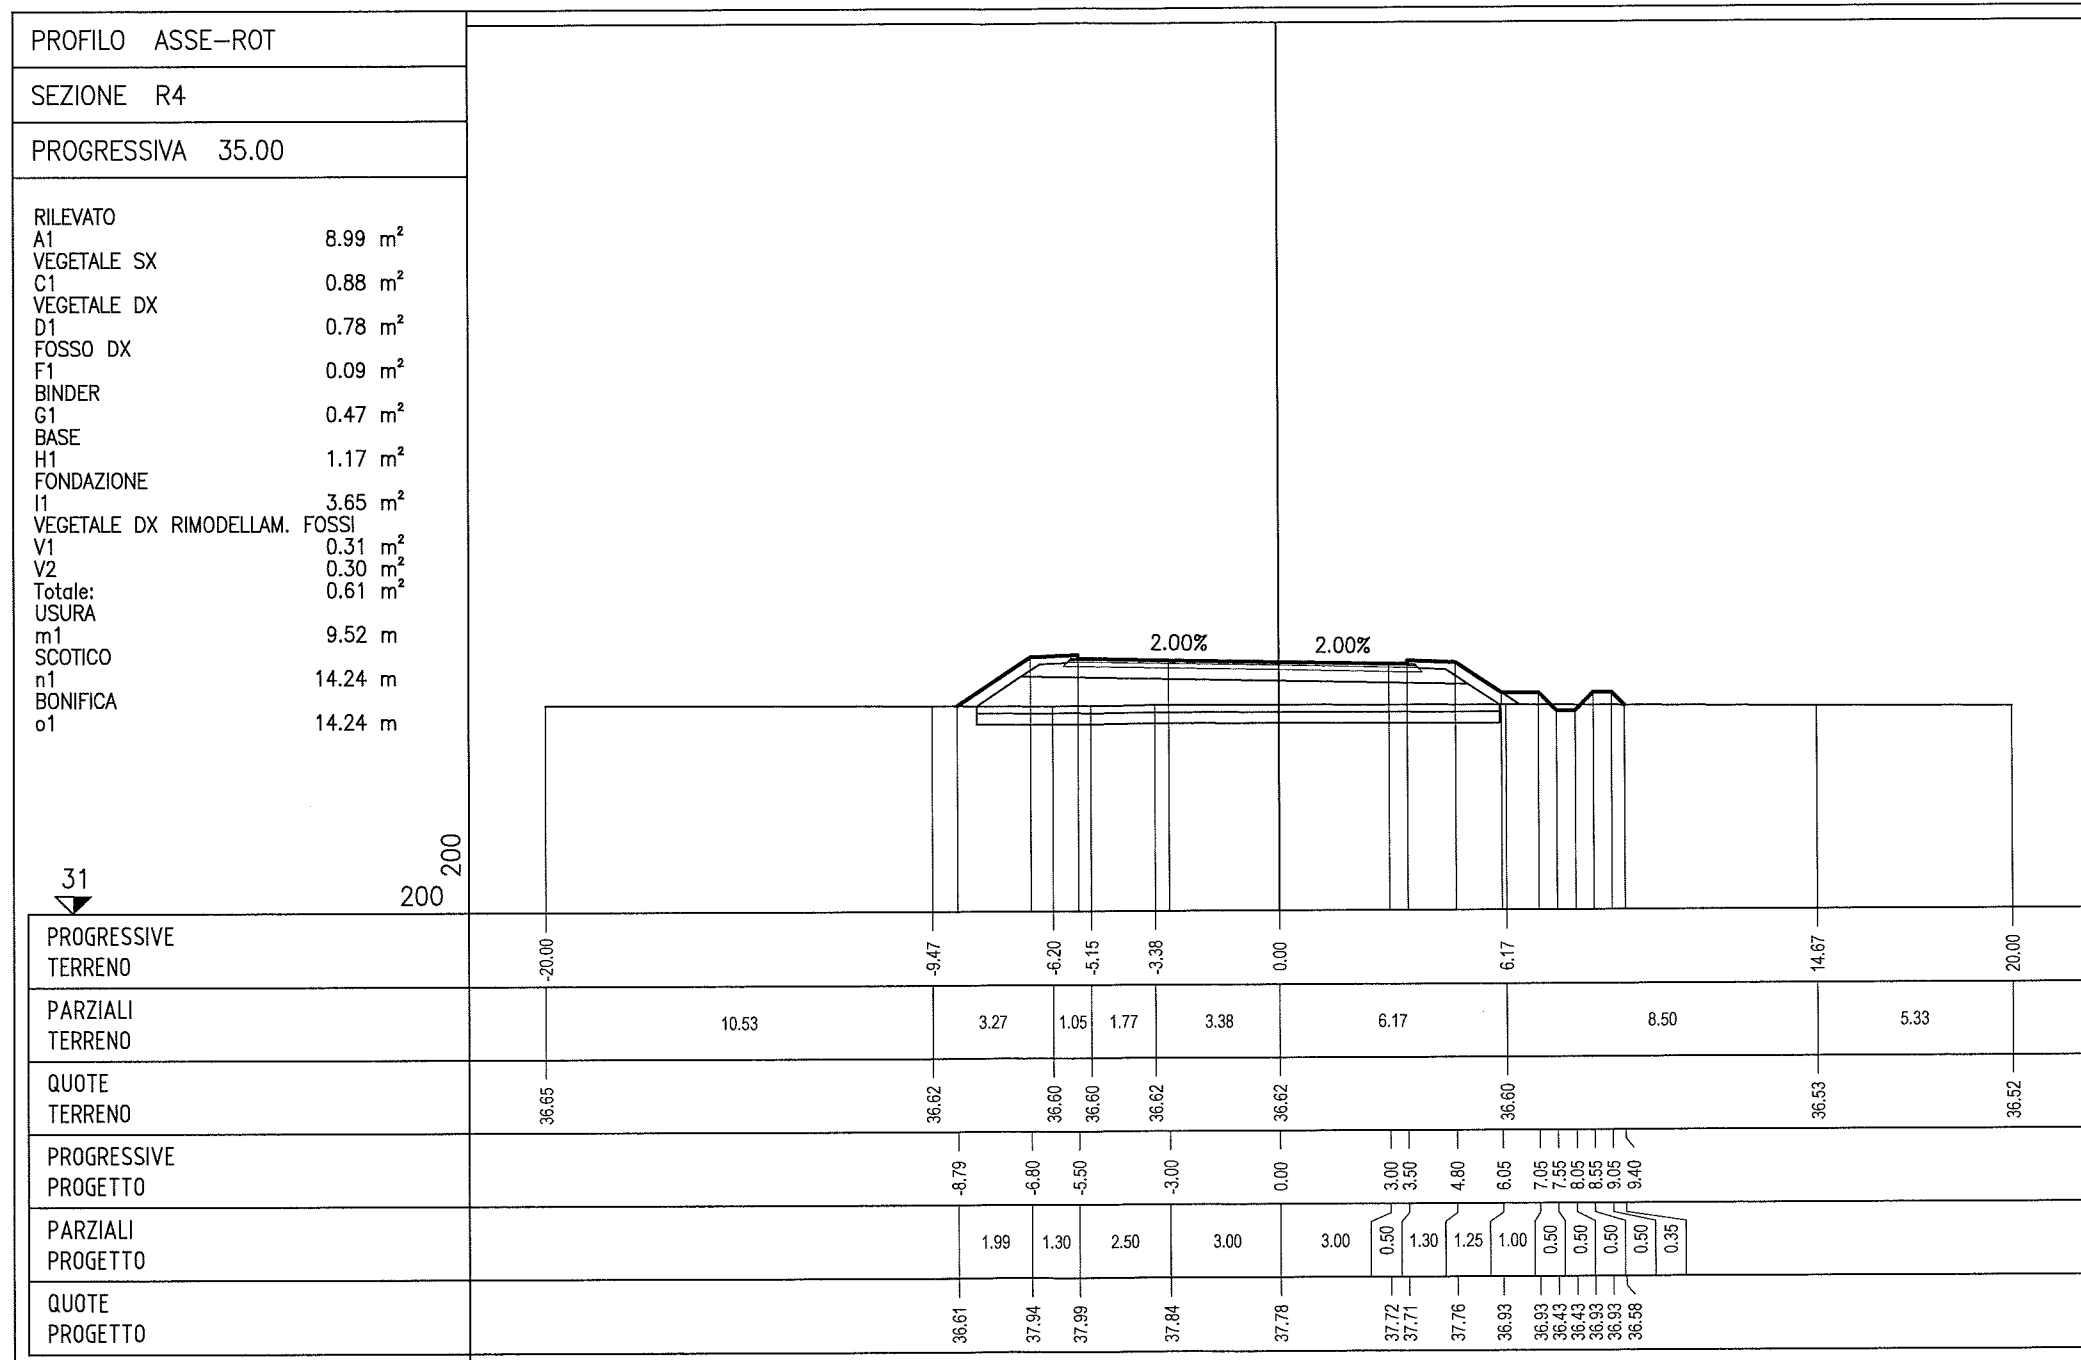 PROFILO ASSE-ROT
SEZIONE R4
PROGRESSIVA 35.00
RILEVATO
A1 8.99 m²
VEGETALE SX
C1 0.88 m²
VEGETALE DX
D1 0.78 m²
FOSSO DX
F1 0.09 m²
BINDER
G1 0.47 m²
BASE
H1 1.17 m²
FONDAZIONE
I1 3.65 m²
VEGETALE DX RIMODELLAM. FOSSI
V1 0.31 m²
V2 0.30 m²
Totale: 0.61 m²
USURA
m1 9.52 m
SCOTICO
n1 14.24 m
BONIFICA
o1 14.24 m
2.00% 2.00%
31
200
200
PROGRESSIVE
TERRENO
-20.00 -9.47 -6.20 -5.15 -3.38 0.00 6.17 14.67 20.00
PARZIALI
TERRENO
10.53 3.27 1.05 1.77 3.38 6.17 8.50 5.33
QUOTE
TERRENO
36.65 36.62 36.60 36.60 36.62 36.62 36.60 36.53 36.52
PROGRESSIVE
PROGETTO
-8.79 -6.80 -5.50 -3.00 0.00 3.00 3.50 4.80 6.05 7.05 7.55 8.05 8.55 9.05 9.40
PARZIALI
PROGETTO
1.99 1.30 2.50 3.00 3.00 0.50 1.30 1.25 1.00 0.50 0.50 0.50 0.50 0.35
QUOTE
PROGETTO
36.61 37.94 37.99 37.84 37.78 37.72 37.71 37.76 36.93 36.93 36.43 36.43 36.93 36.93 36.58